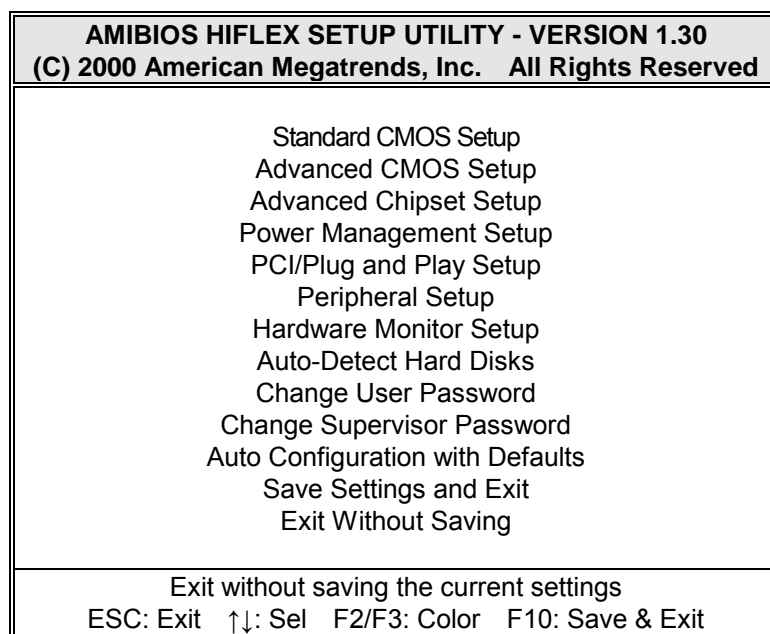 AMIBIOS HIFLEX SETUP UTILITY - VERSION 1.30
(C) 2000 American Megatrends, Inc. All Rights Reserved
Standard CMOS Setup
Advanced CMOS Setup
Advanced Chipset Setup
Power Management Setup
PCI/Plug and Play Setup
Peripheral Setup
Hardware Monitor Setup
Auto-Detect Hard Disks
Change User Password
Change Supervisor Password
Auto Configuration with Defaults
Save Settings and Exit
Exit Without Saving
Exit without saving the current settings
ESC: Exit ↑↓: Sel F2/F3: Color F10: Save & Exit